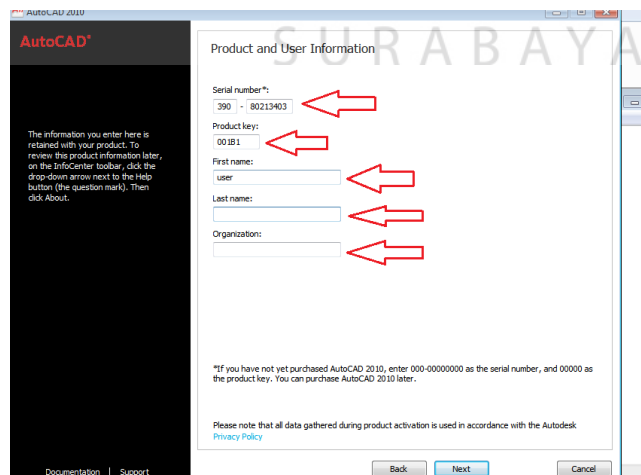 AutoCAD 2010
SURABAYA
AutoCAD®
Product and User Information
Serial number*:
390 - 80213403
Product key:
001B1
First name:
user
Last name:
Organization:
The information you enter here is
retained with your product. To
review this product information later,
on the InfoCenter toolbar, click the
drop-down arrow next to the Help
button (the question mark). Then
click About.
*If you have not yet purchased AutoCAD 2010, enter 000-00000000 as the serial number, and 00000 as
the product key. You can purchase AutoCAD 2010 later.
Please note that all data gathered during product activation is used in accordance with the Autodesk
Privacy Policy
Documentation | Support
Back Next Cancel